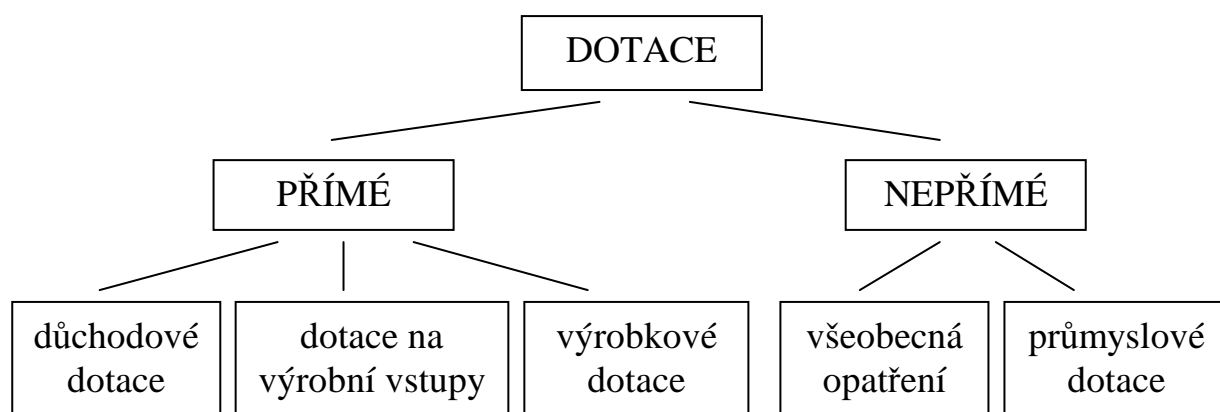 DOTACE
PŘÍMÉ
NEPŘÍMÉ
důchodové
dotace
dotace na
výrobní vstupy
výrobkové
dotace
všeobecná
opatření
průmyslové
dotace